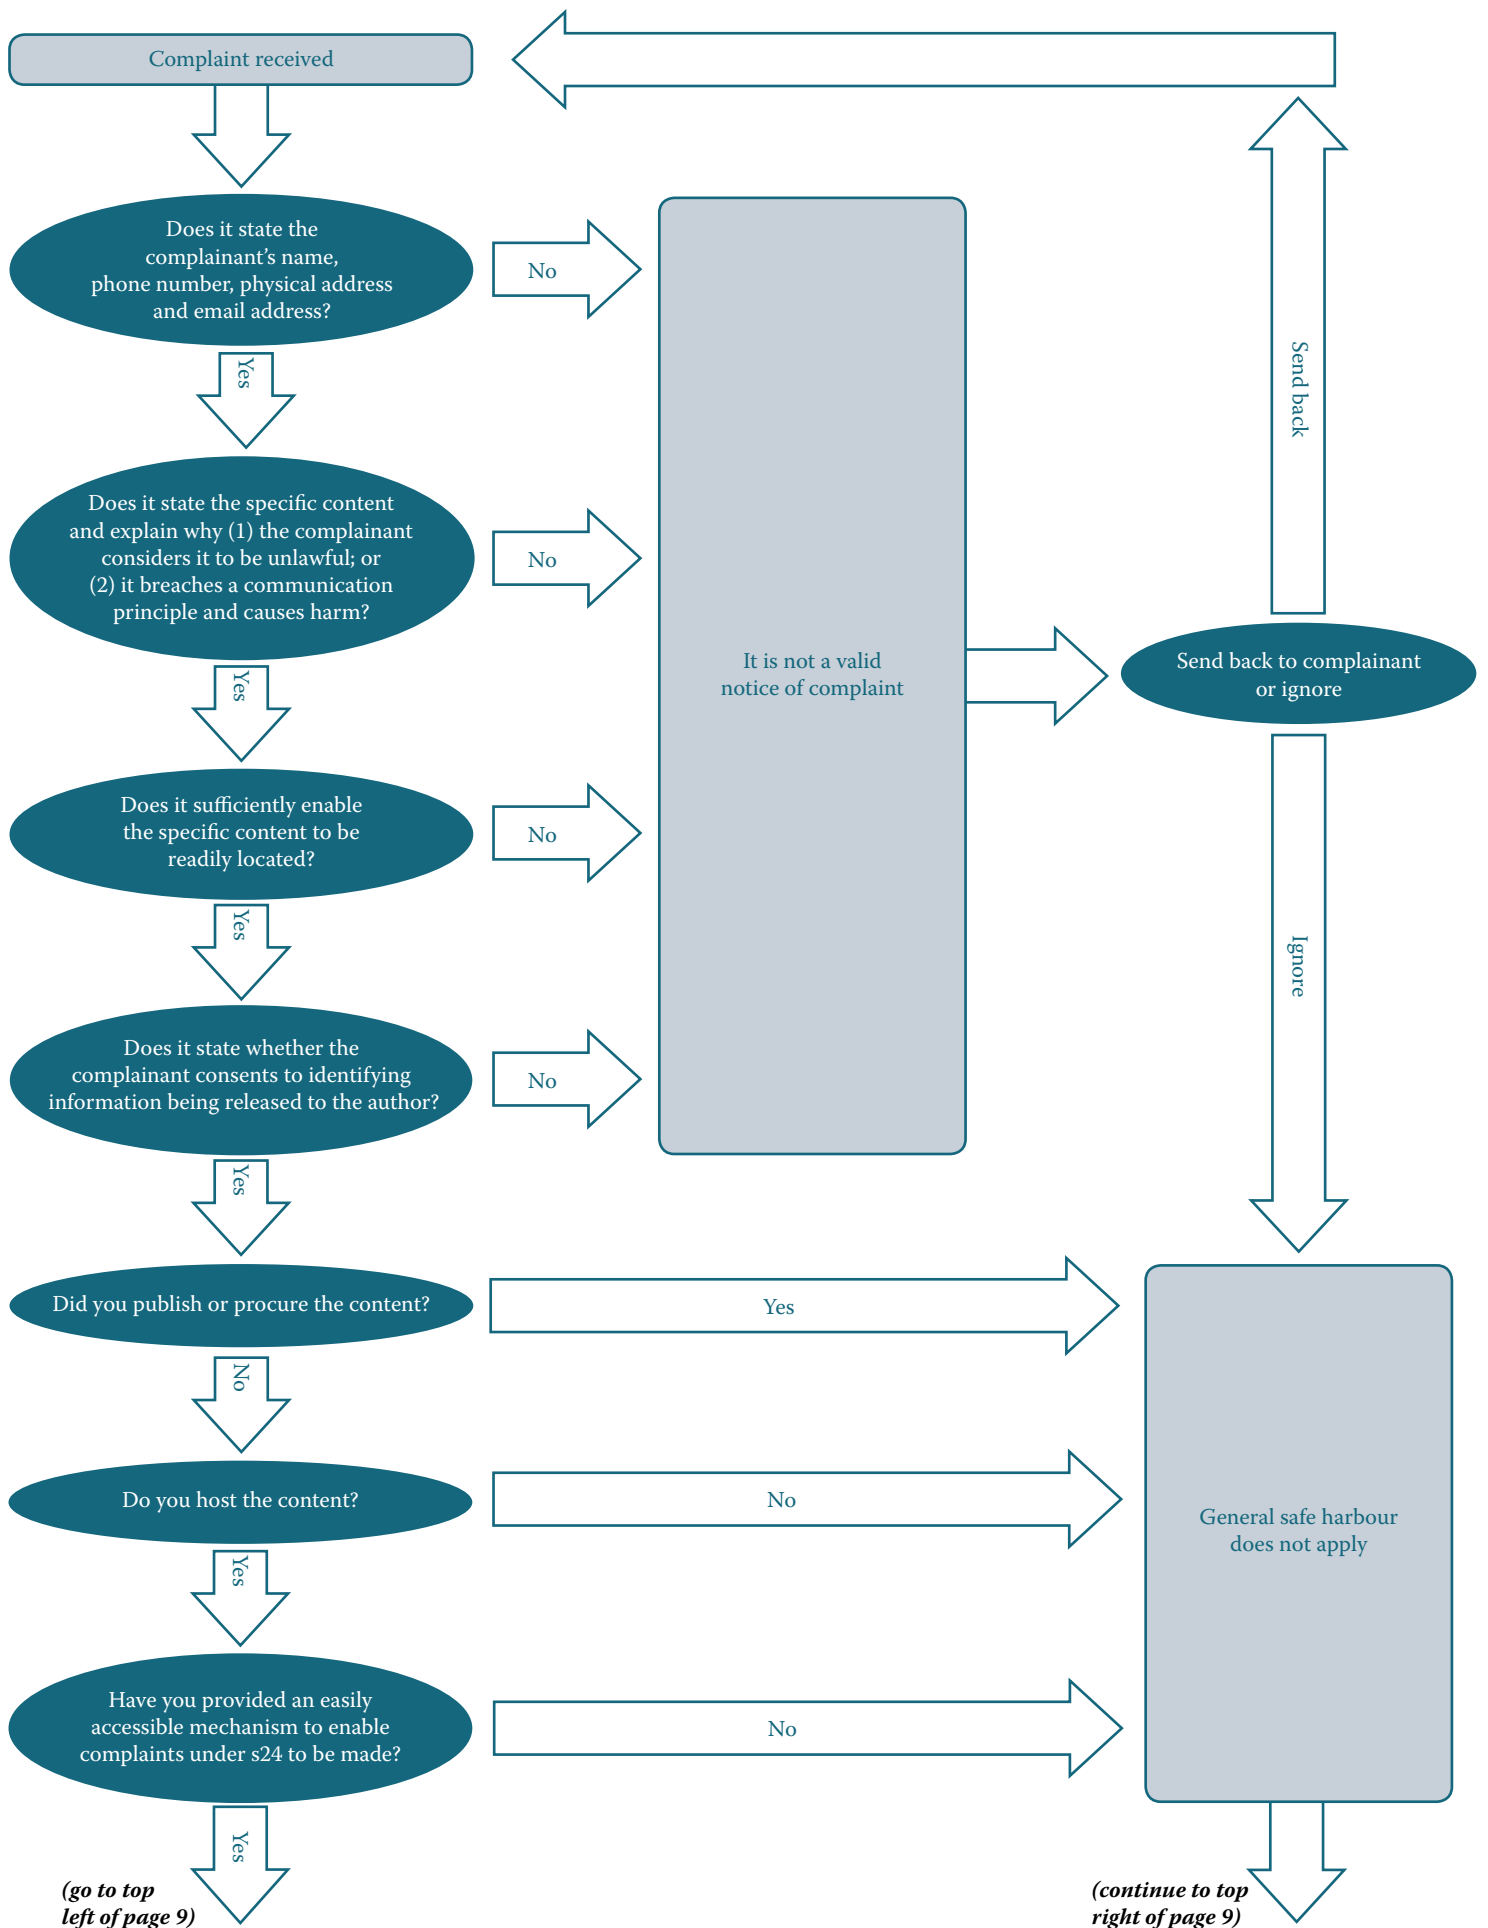 Complaint received
Does it state the
complainant's name,
phone number, physical address
and email address?
No
Yes
Does it state the specific content
and explain why (1) the complainant
considers it to be unlawful; or
(2) it breaches a communication
principle and causes harm?
No
Yes
Does it sufficiently enable
the specific content to be
readily located?
No
Yes
Does it state whether the
complainant consents to identifying
information being released to the author?
No
Yes
It is not a valid
notice of complaint
Send back to complainant
or ignore
Send back
Ignore
Did you publish or procure the content?
Yes
No
Do you host the content?
No
Yes
Have you provided an easily
accessible mechanism to enable
complaints under s24 to be made?
No
Yes
General safe harbour
does not apply
(go to top
left of page 9)
(continue to top
right of page 9)